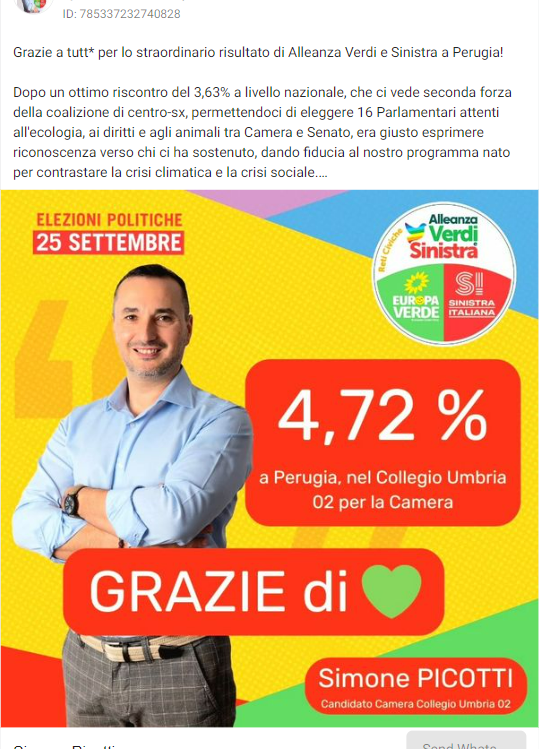 ID: 785337232740828
Grazie a tutt* per lo straordinario risultato di Alleanza Verdi e Sinistra a Perugia!
Dopo un ottimo riscontro del 3,63% a livello nazionale, che ci vede seconda forza
della coalizione di centro-sx, permettendoci di eleggere 16 Parlamentari attenti
all'ecologia, ai diritti e agli animali tra Camera e Senato, era giusto esprimere
riconoscenza verso chi ci ha sostenuto, dando fiducia al nostro programma nato
per contrastare la crisi climatica e la crisi sociale....
ELEZIONI POLITICHE
25 SETTEMBRE
Reti Civiche
Alleanza
Verdi
Sinistra
EUROPA
VERDE
SI
SINISTRA
ITALIANA
4,72 %
a Perugia, nel Collegio Umbria
02 per la Camera
GRAZIE di
Simone PICOTTI
Candidato Camera Collegio Umbria 02